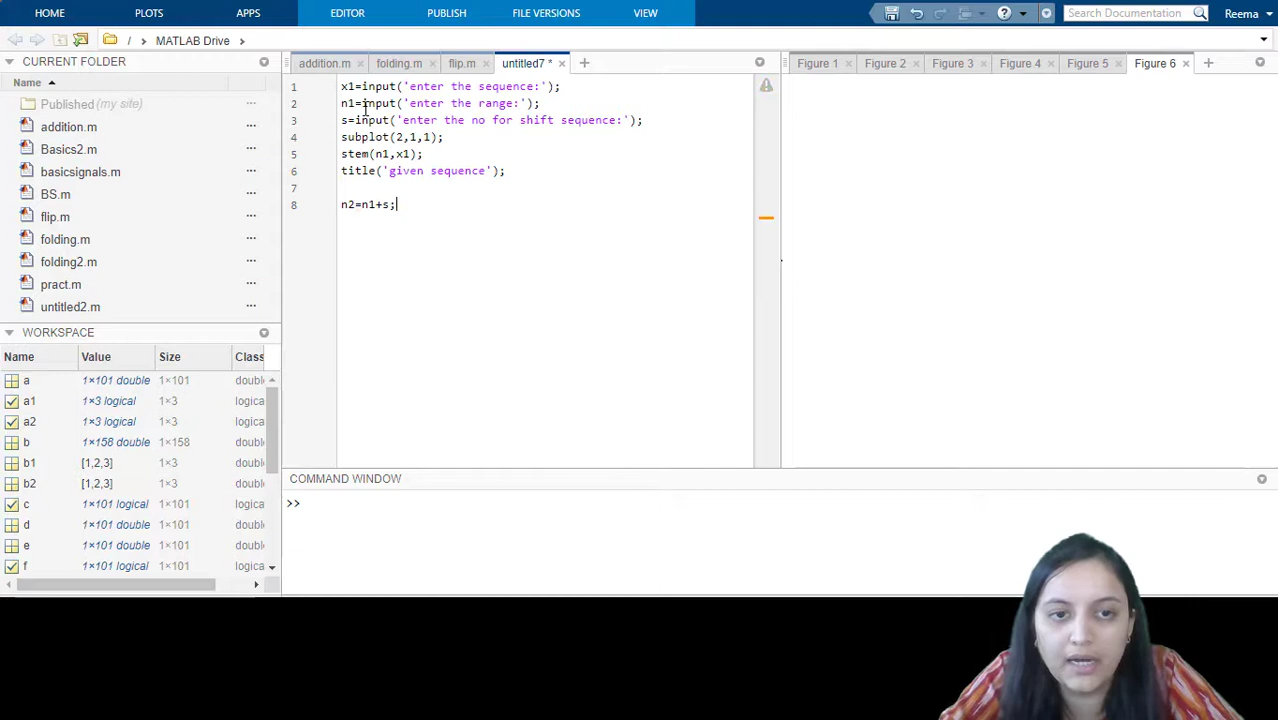 HOME PLOTS APPS EDITOR PUBLISH FILE VERSIONS VIEW Search Documentation Reema
/ MATLAB Drive
CURRENT FOLDER
Name
Published (my site)
addition.m
Basics2.m
basicsignals.m
BS.m
flip.m
folding.m
folding2.m
pract.m
untitled2.m
WORKSPACE
Name Value Size Class
a 1×101 double 1×101 doubl
a1 1×3 logical 1×3 logica
a2 1×3 logical 1×3 logica
b 1×158 double 1×158 doubl
b1 [1,2,3] 1×3 doubl
b2 [1,2,3] 1×3 doubl
c 1×101 logical 1×101 logica
d 1×101 double 1×101 doubl
e 1×101 double 1×101 doubl
f 1×101 logical 1×101 logica
addition.m × folding.m × flip.m × untitled7 * × +
1 x1=input('enter the sequence:');
2 n1=input('enter the range:');
3 s=input('enter the no for shift sequence:');
4 subplot(2,1,1);
5 stem(n1,x1);
6 title('given sequence');
7
8 n2=n1+s;
Figure 1 × Figure 2 × Figure 3 × Figure 4 × Figure 5 × Figure 6 × +
COMMAND WINDOW
>>